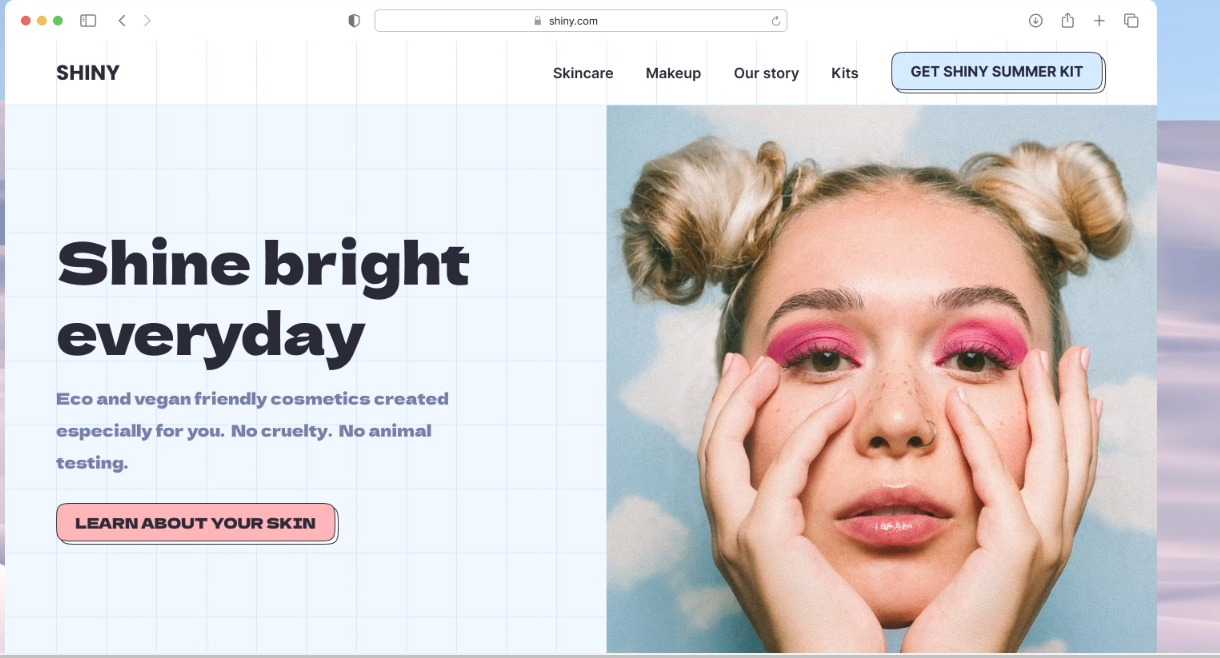 shiny.com
SHINY
Skincare
Makeup
Our story
Kits
GET SHINY SUMMER KIT
Shine bright
everyday
Eco and vegan friendly cosmetics created
especially for you. No cruelty. No animal
testing.
LEARN ABOUT YOUR SKIN